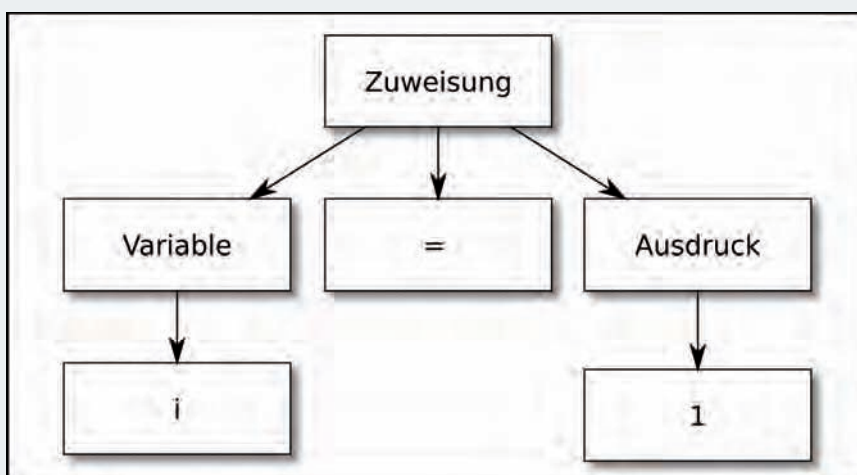 Zuweisung
Variable
=
Ausdruck
i
1